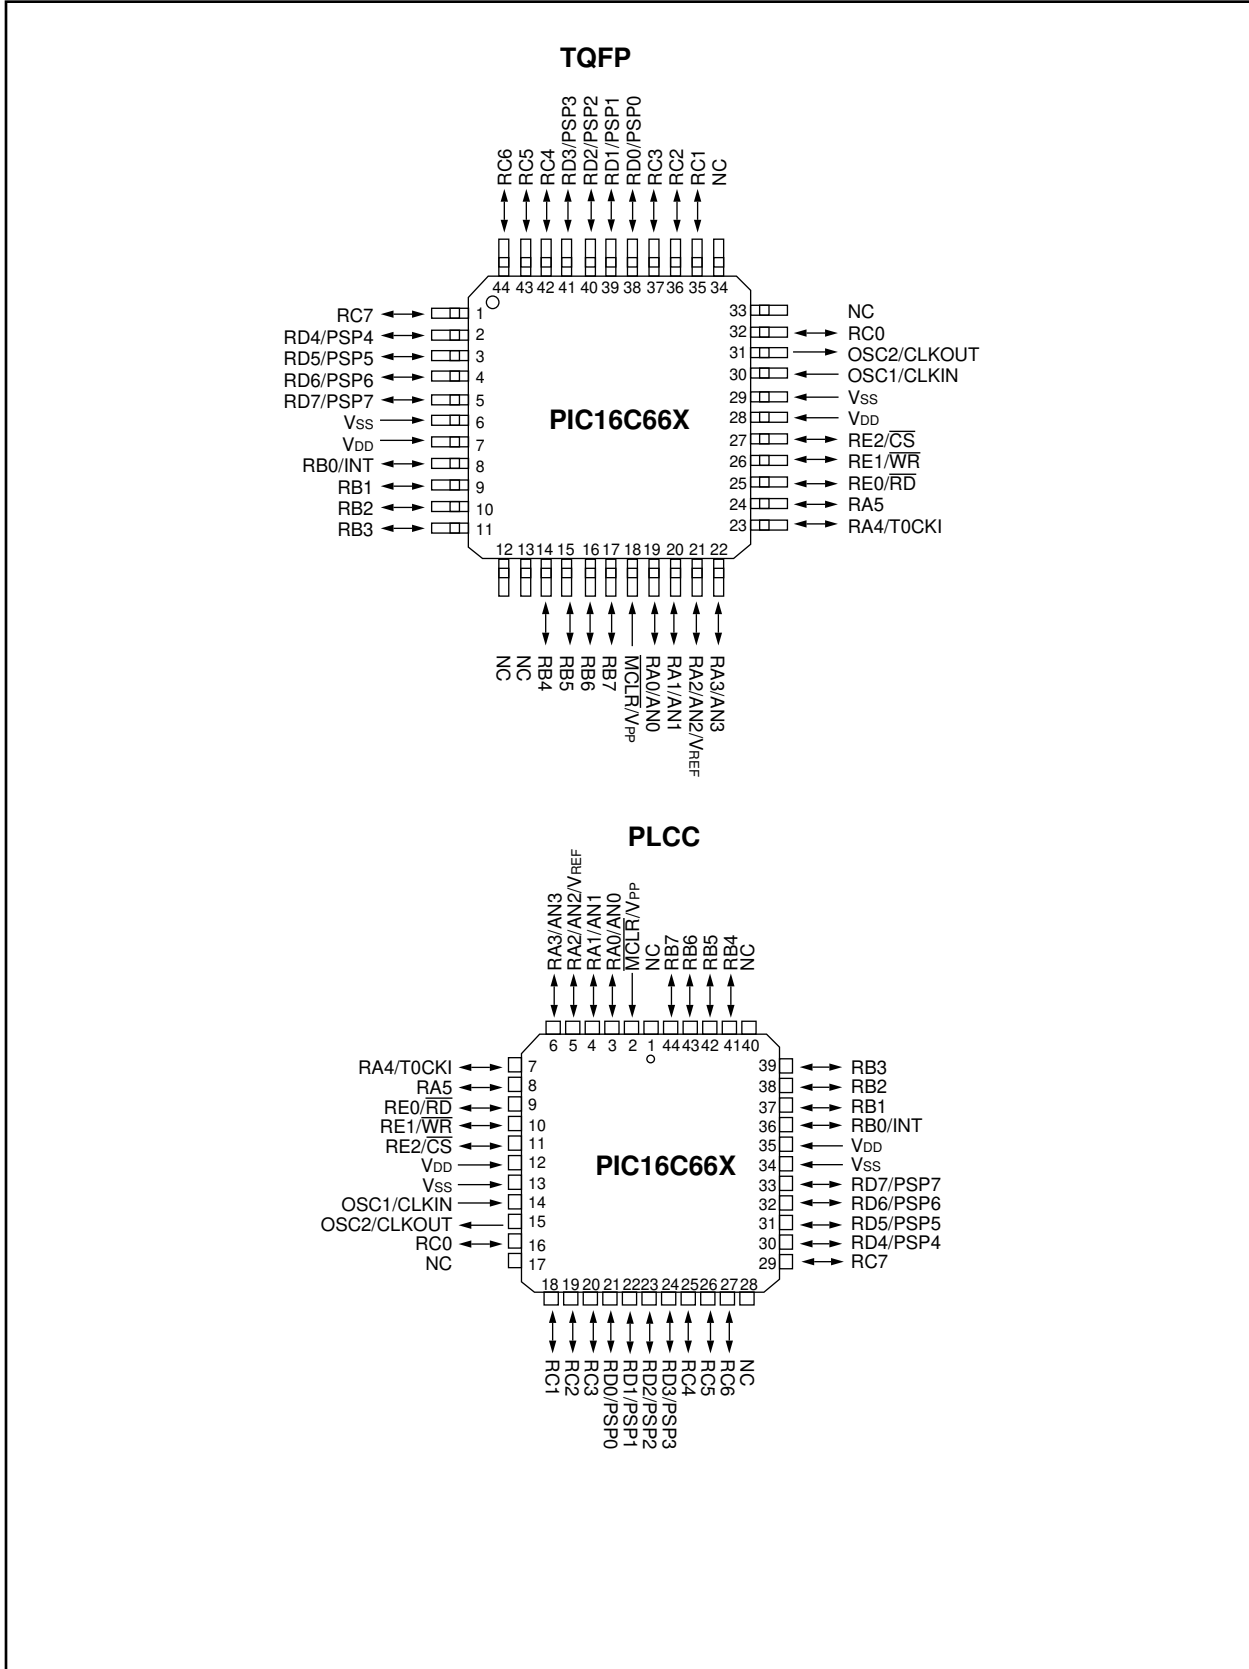 TQFP
RC6
RC5
RC4
RD3/PSP3
RD2/PSP2
RD1/PSP1
RD0/PSP0
RC3
RC2
RC1
NC
44 43 42 41 40 39 38 37 36 35 34
RC7 1
RD4/PSP4 2
RD5/PSP5 3
RD6/PSP6 4
RD7/PSP7 5
VSS 6
VDD 7
RB0/INT 8
RB1 9
RB2 10
RB3 11
PIC16C66X
33 NC
32 RC0
31 OSC2/CLKOUT
30 OSC1/CLKIN
29 VSS
28 VDD
27 RE2/CS
26 RE1/WR
25 RE0/RD
24 RA5
23 RA4/T0CKI
12 13 14 15 16 17 18 19 20 21 22
NC
NC
RB4
RB5
RB6
RB7
MCLR/VPP
RA0/AN0
RA1/AN1
RA2/AN2/VREF
RA3/AN3
PLCC
RA3/AN3
RA2/AN2/VREF
RA1/AN1
RA0/AN0
MCLR/VPP
NC
RB7
RB6
RB5
RB4
NC
6 5 4 3 2 1 44 43 42 41 40
RA4/T0CKI 7
RA5 8
RE0/RD 9
RE1/WR 10
RE2/CS 11
VDD 12
VSS 13
OSC1/CLKIN 14
OSC2/CLKOUT 15
RC0 16
NC 17
PIC16C66X
39 RB3
38 RB2
37 RB1
36 RB0/INT
35 VDD
34 VSS
33 RD7/PSP7
32 RD6/PSP6
31 RD5/PSP5
30 RD4/PSP4
29 RC7
18 19 20 21 22 23 24 25 26 27 28
RC1
RC2
RC3
RD0/PSP0
RD1/PSP1
RD2/PSP2
RD3/PSP3
RC4
RC5
RC6
NC